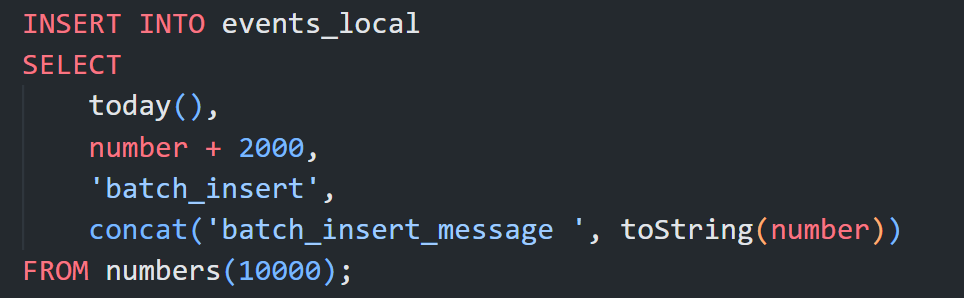 INSERT INTO events_local
SELECT
    today(),
    number + 2000,
    'batch_insert',
    concat('batch_insert_message ', toString(number))
FROM numbers(10000);